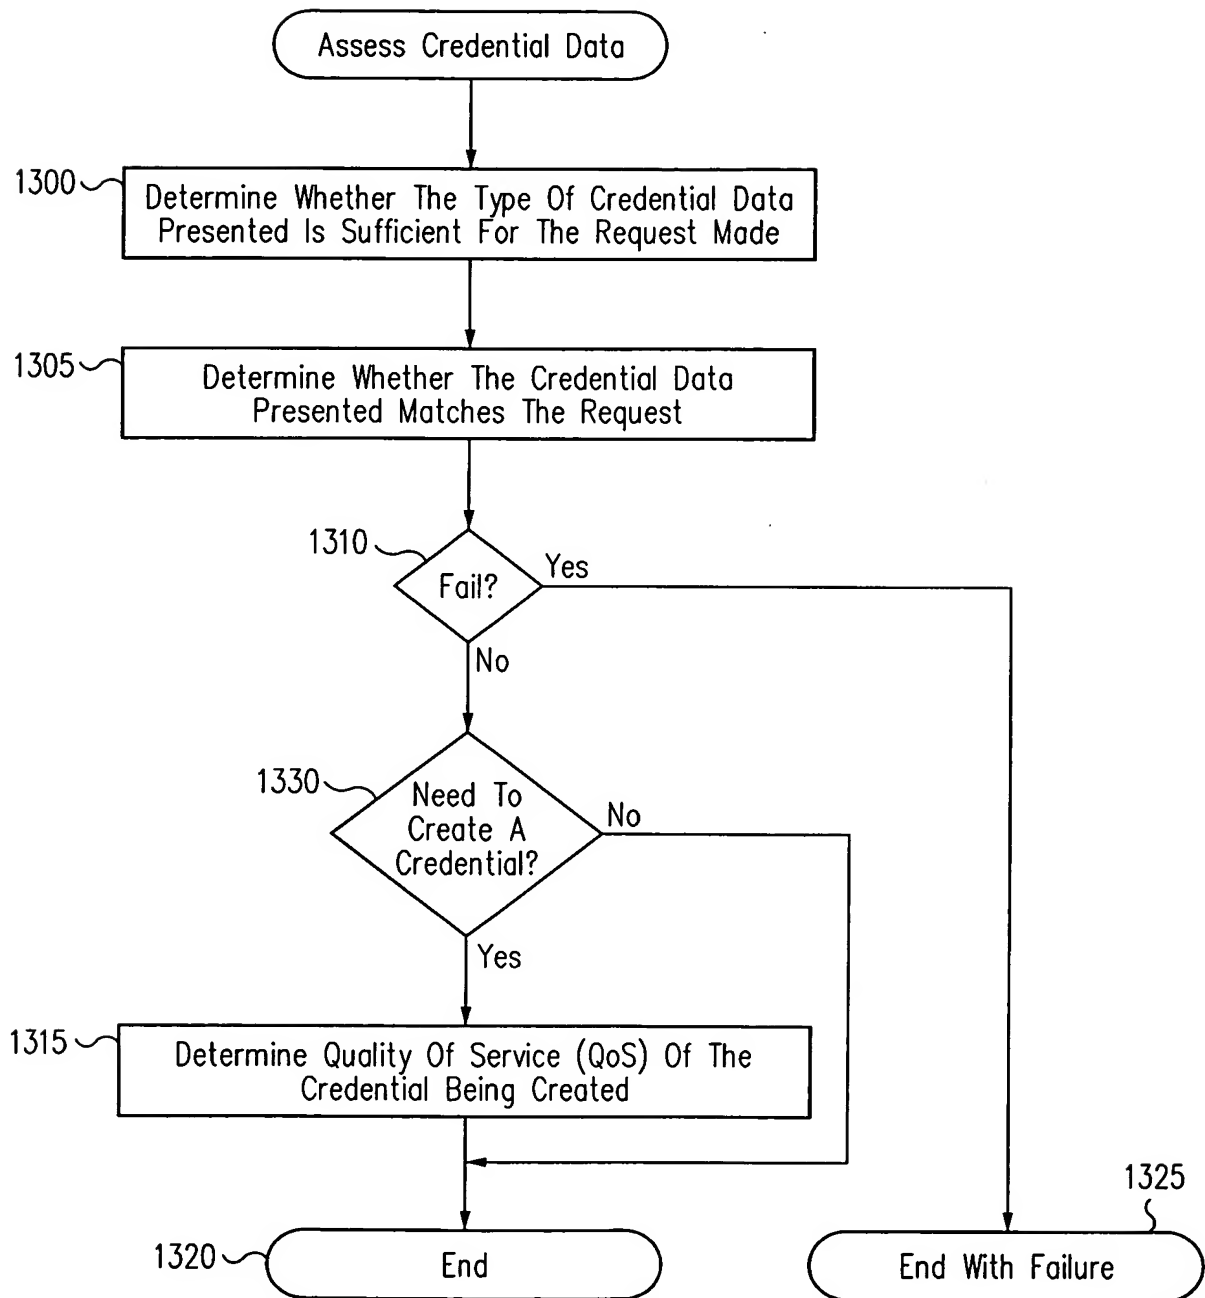 Assess Credential Data
1300
Determine Whether The Type Of Credential Data
Presented Is Sufficient For The Request Made
1305
Determine Whether The Credential Data
Presented Matches The Request
1310
Fail?
Yes
No
1330
Need To
Create A
Credential?
No
Yes
1315
Determine Quality Of Service (QoS) Of The
Credential Being Created
1320
End
1325
End With Failure